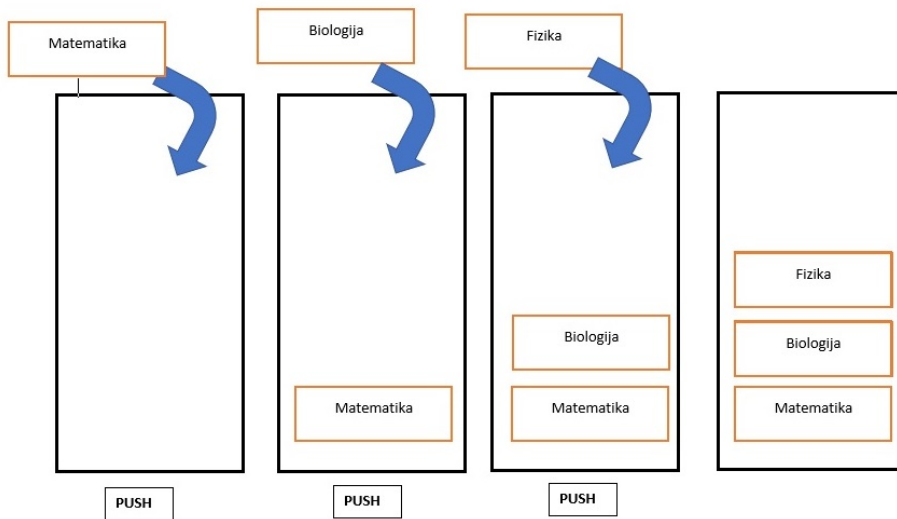 Matematika
Biologija
Fizika
Fizika
Biologija
Biologija
Matematika
Matematika
Matematika
PUSH
PUSH
PUSH